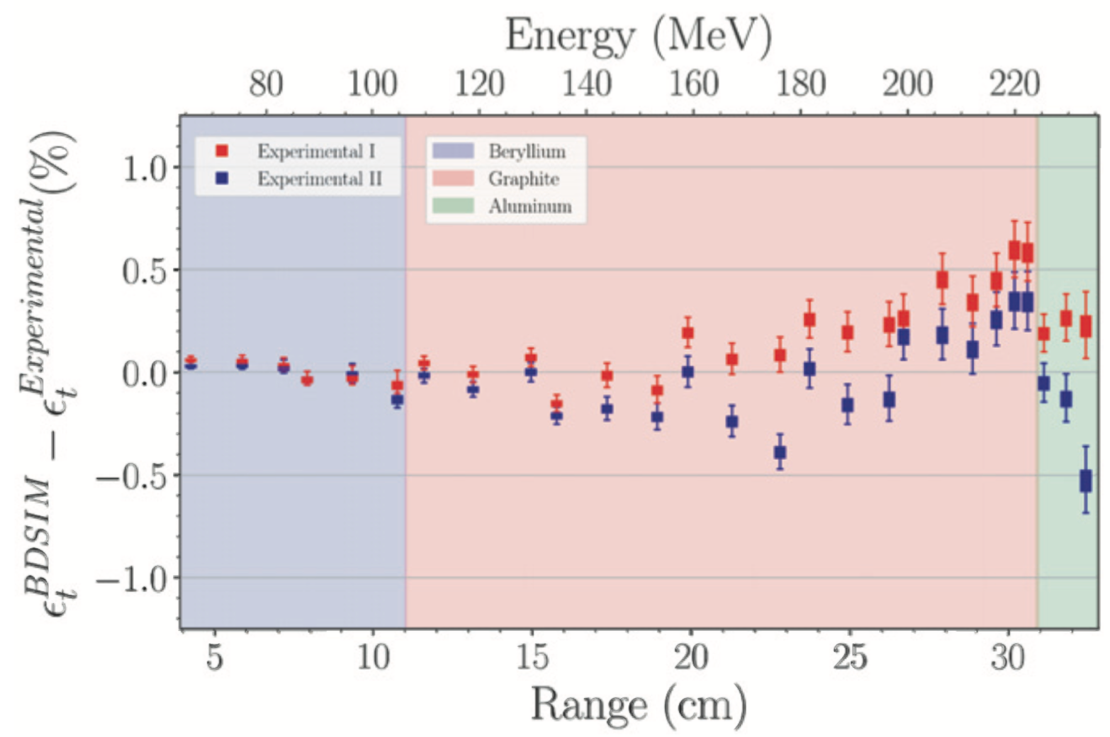 Energy (MeV)
80 100 120 140 160 180 200 220
ϵ_t^{BDSIM} − ϵ_t^{Experimental}(%)
1.0
0.5
0.0
−0.5
−1.0
Experimental I
Experimental II
Beryllium
Graphite
Aluminum
5 10 15 20 25 30
Range (cm)